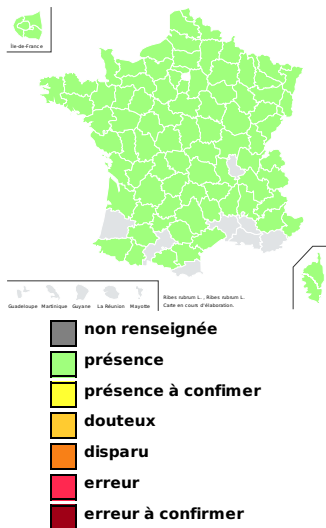 Île-de-France
Guadeloupe Martinique Guyane La Réunion Mayotte
Ribes rubrum L. , Ribes rubrum L.
Carte en cours d'élaboration.
non renseignée
présence
présence à confimer
douteux
disparu
erreur
erreur à confirmer